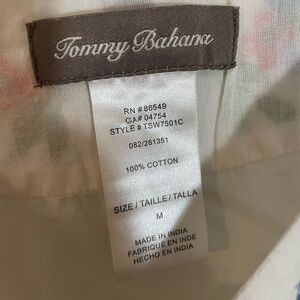 Tommy Bahama
RN # 86549
CA# 04754
STYLE # TSW7501C
082/281351
100% COTTON
SIZE/TAILLE/TALLA
M
MADE IN INDIA
FABRIQUÉ EN INDE
HECHO EN INDIA